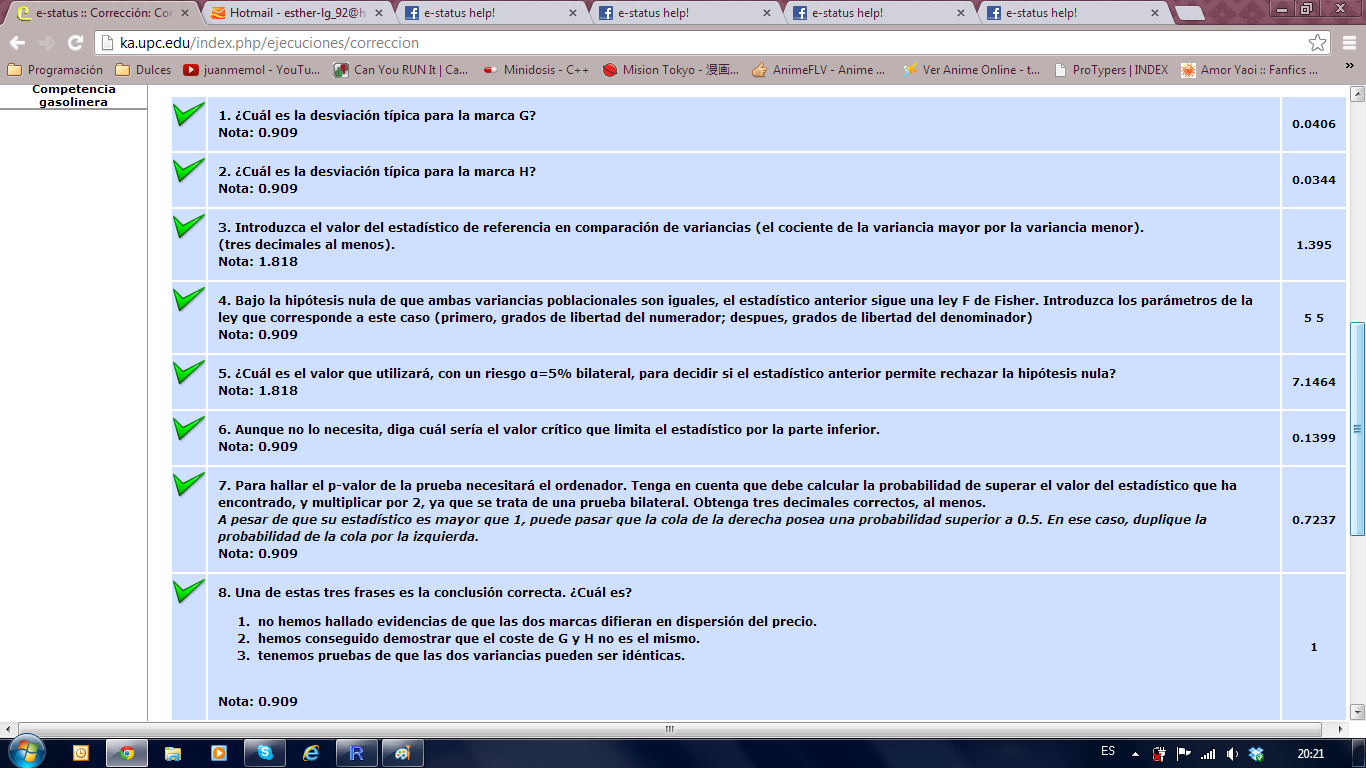 e-status :: Corrección: Cor
Hotmail - esther-lg_92@h
e-status help!
e-status help!
e-status help!
e-status help!
ka.upc.edu/index.php/ejecuciones/correccion
Programación
Dulces
juanmemol - YouTu...
Can You RUN It | Ca...
Minidosis - C++
Mision Tokyo - 漫画...
AnimeFLV - Anime ...
Ver Anime Online - t...
ProTypers | INDEX
Amor Yaoi :: Fanfics ...
»
Competencia
gasolinera
1. ¿Cuál es la desviación típica para la marca G?
Nota: 0.909
0.0406
2. ¿Cuál es la desviación típica para la marca H?
Nota: 0.909
0.0344
3. Introduzca el valor del estadístico de referencia en comparación de variancias (el cociente de la variancia mayor por la variancia menor).
(tres decimales al menos).
Nota: 1.818
1.395
4. Bajo la hipótesis nula de que ambas variancias poblacionales son iguales, el estadístico anterior sigue una ley F de Fisher. Introduzca los parámetros de la
ley que corresponde a este caso (primero, grados de libertad del numerador; despues, grados de libertad del denominador)
Nota: 0.909
5 5
5. ¿Cuál es el valor que utilizará, con un riesgo α=5% bilateral, para decidir si el estadístico anterior permite rechazar la hipótesis nula?
Nota: 1.818
7.1464
6. Aunque no lo necesita, diga cuál sería el valor crítico que limita el estadístico por la parte inferior.
Nota: 0.909
0.1399
7. Para hallar el p-valor de la prueba necesitará el ordenador. Tenga en cuenta que debe calcular la probabilidad de superar el valor del estadístico que ha
encontrado, y multiplicar por 2, ya que se trata de una prueba bilateral. Obtenga tres decimales correctos, al menos.
A pesar de que su estadístico es mayor que 1, puede pasar que la cola de la derecha posea una probabilidad superior a 0.5. En ese caso, duplique la
probabilidad de la cola por la izquierda.
Nota: 0.909
0.7237
8. Una de estas tres frases es la conclusión correcta. ¿Cuál es?
1. no hemos hallado evidencias de que las dos marcas difieran en dispersión del precio.
2. hemos conseguido demostrar que el coste de G y H no es el mismo.
3. tenemos pruebas de que las dos variancias pueden ser idénticas.
Nota: 0.909
1
ES
20:21